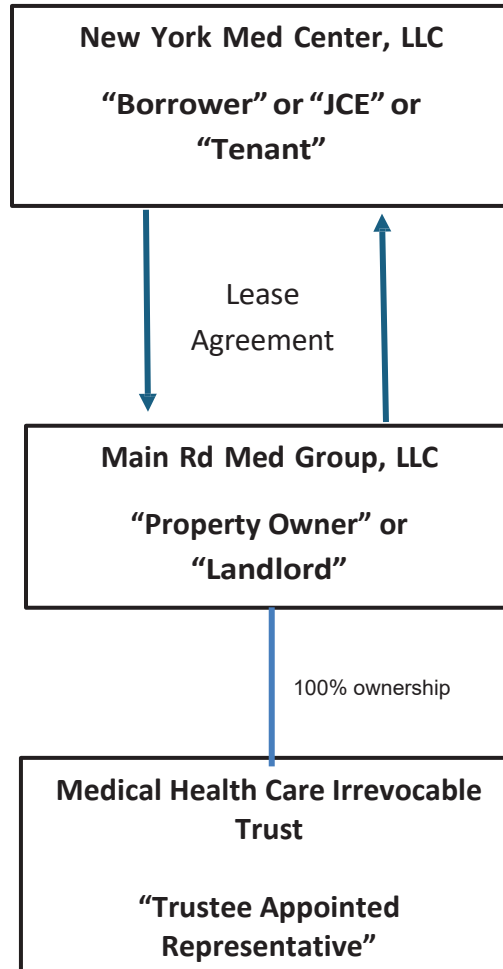 New York Med Center, LLC
“Borrower” or “JCE” or
“Tenant”
Lease
Agreement
Main Rd Med Group, LLC
“Property Owner” or
“Landlord”
100% ownership
Medical Health Care Irrevocable
Trust
“Trustee Appointed
Representative”